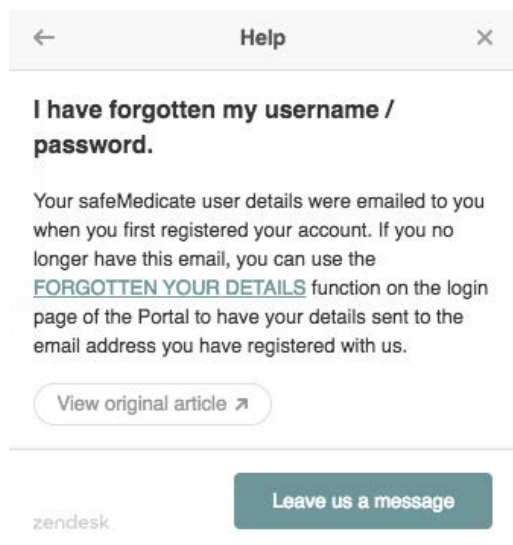 Help
I have forgotten my username /
password.
Your safeMedicate user details were emailed to you
when you first registered your account. If you no
longer have this email, you can use the
FORGOTTEN YOUR DETAILS function on the login
page of the Portal to have your details sent to the
email address you have registered with us.
View original article
Leave us a message
zendesk